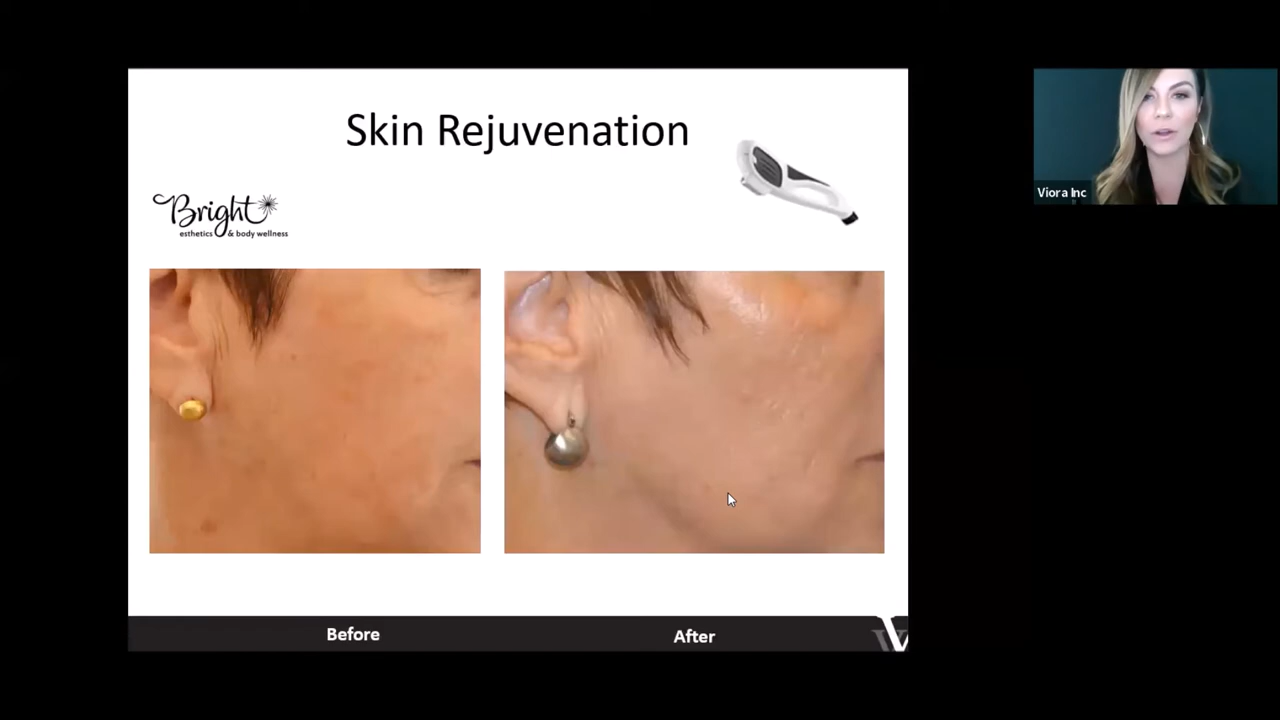 Skin Rejuvenation
Bright
esthetics & body wellness
Viora Inc
Before
After
V